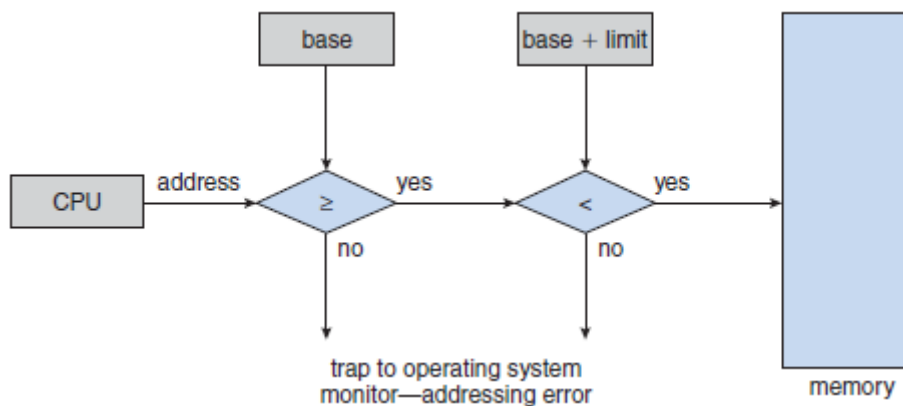 base
base + limit
CPU
address
≥
yes
<
yes
no
no
trap to operating system
monitor—addressing error
memory